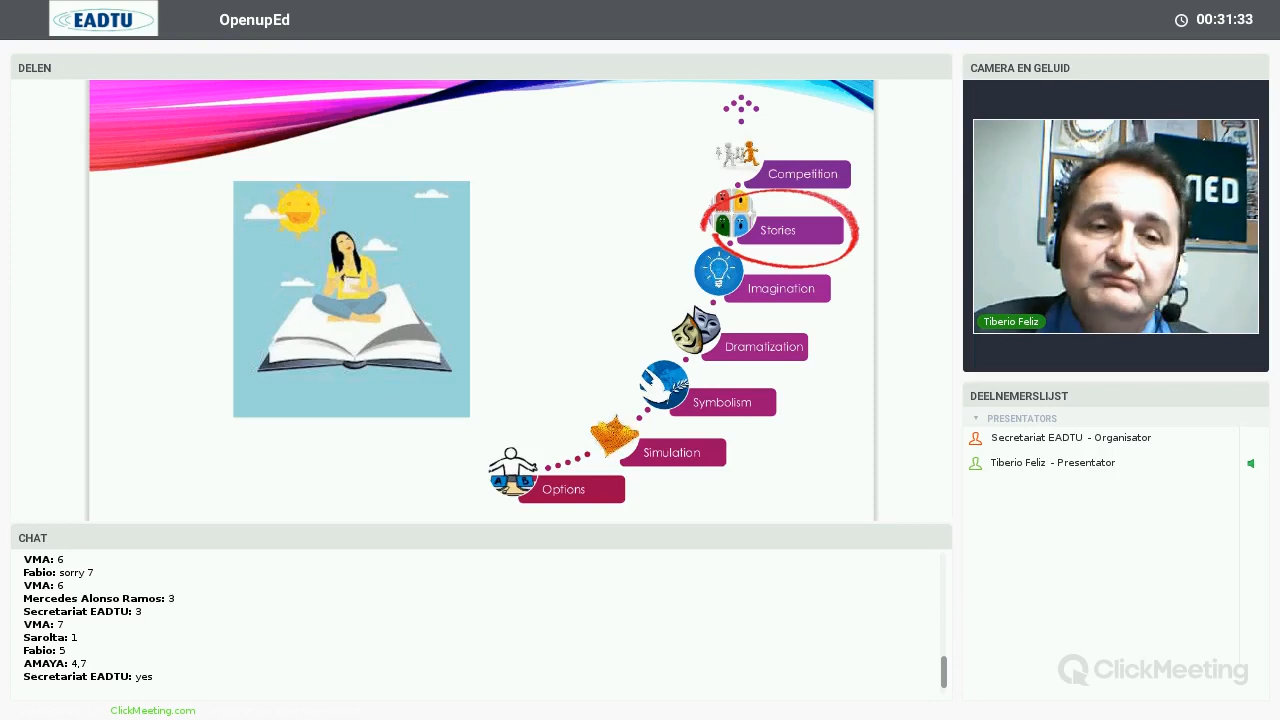 EADTU
OpenupEd
00:31:33
DELEN
Competition
Stories
Imagination
Dramatization
Symbolism
Simulation
A B
Options
CAMERA EN GELUID
NED
Tiberio Feliz
DEELNEMERSLIJST
PRESENTATORS
Secretariat EADTU - Organisator
Tiberio Feliz - Presentator
CHAT
VMA: 6
Fabio: sorry 7
VMA: 6
Mercedes Alonso Ramos: 3
Secretariat EADTU: 3
VMA: 7
Sarolta: 1
Fabio: 5
AMAYA: 4,7
Secretariat EADTU: yes
ClickMeeting
ClickMeeting.com